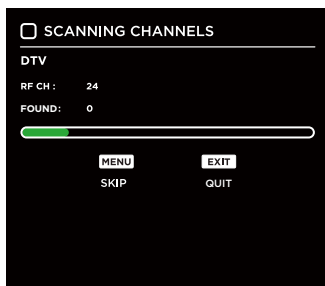 SCANNING CHANNELS
DTV
RF CH : 24
FOUND: 0
MENU EXIT
SKIP QUIT